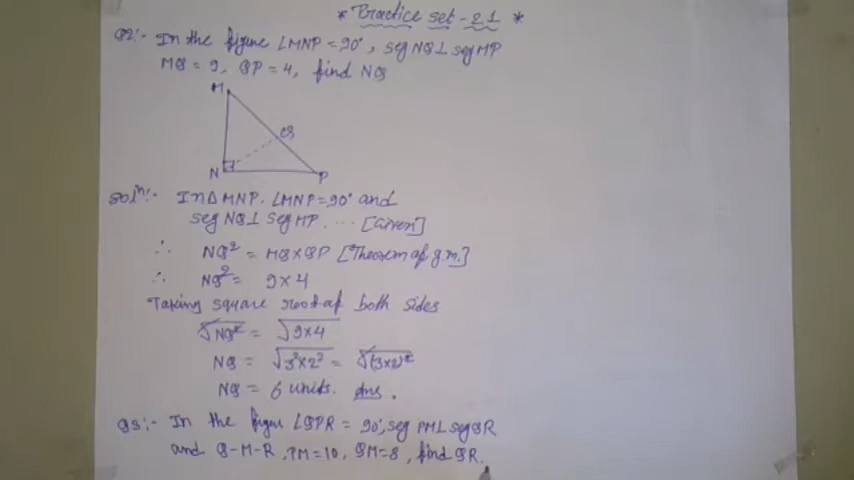 * Practice set - 2.1 *
Q2:- In the figure ∠MNP = 90°, seg NQ ⊥ seg MP
MQ = 9, QP = 4, find NQ
M
Q
N
P
Solⁿ:- In Δ MNP. ∠MNP = 90° and
seg NQ ⊥ seg MP. .... [Given]
∴ NQ² = MQ × QP [Theorem of g.m.]
∴ NQ² = 9 × 4
Taking square root of both sides
√NQ² = √9×4
NQ = √3²×2² = √(3×2)²
NQ = 6 units. Ans.
Q3:- In the figure ∠QPR = 90°, seg PM ⊥ seg QR
and Q-M-R, PM = 10, QM = 8, find QR.